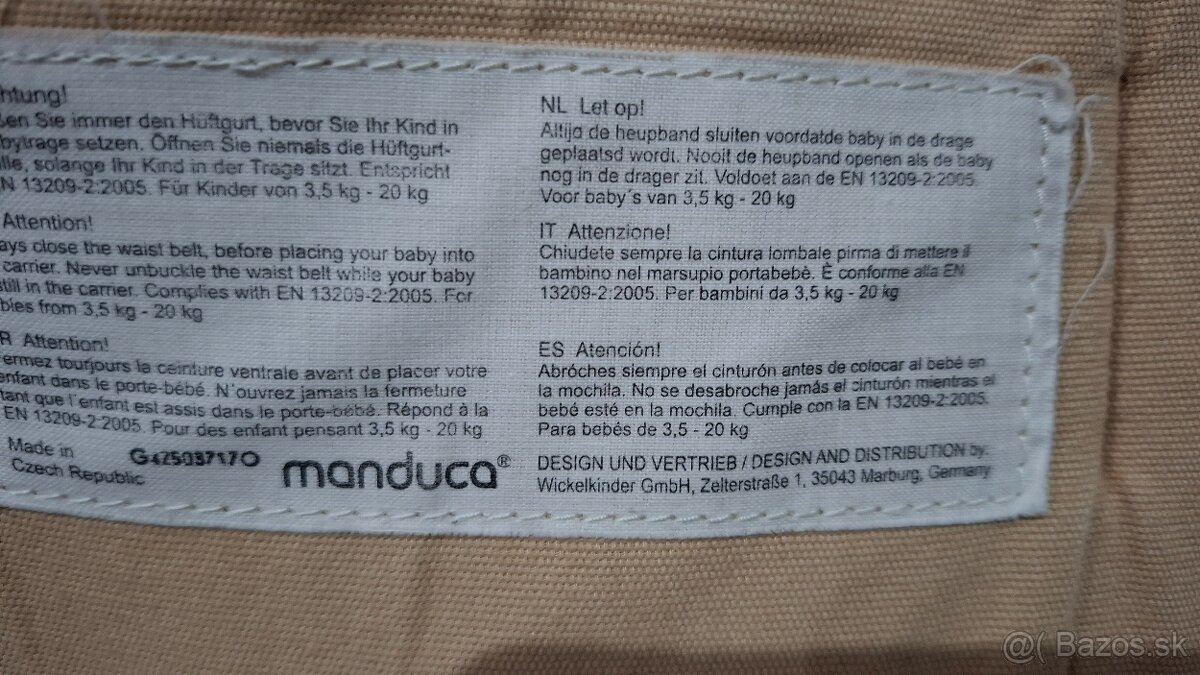 htung!
ßen Sie immer den Hüftgurt, bevor Sie Ihr Kind in
bytrage setzen. Öffnen Sie niemals die Hüftgurt-
lle, solange Ihr Kind in der Trage sitzt. Entspricht
N 13209-2:2005. Für Kinder von 3,5 kg - 20 kg
Attention!
ays close the waist belt, before placing your baby into
carrier. Never unbuckle the waist belt while your baby
still in the carrier. Complies with EN 13209-2:2005. For
bies from 3,5 kg - 20 kg
R Attention!
ermez tourjours la ceinture ventrale avant de placer votre
enfant dans le porte-bébé. N'ouvrez jamais la fermeture
tant que l'enfant est assis dans le porte-bébé. Répond à la
EN 13209-2:2005. Pour des enfant pensant 3,5 kg - 20 kg
Made in
Czech Republic
manduca®
NL Let op!
Altijd de heupband sluiten voordatde baby in de drage
geplaatsd wordt. Nooit de heupband openen als de baby
nog in de drager zit. Voldoet aan de EN 13209-2:2005.
Voor baby´s van 3,5 kg - 20 kg
IT Attenzione!
Chiudete sempre la cintura lombale pirma di mettere il
bambino nel marsupio portabebè. È conforme alla EN
13209-2:2005. Per bambini da 3,5 kg - 20 kg
ES Atención!
Abróches siempre el cinturón antes de colocar al bebé en
la mochila. No se desabroche jamás el cinturón mientras el
bebé esté en la mochila. Cumple con la EN 13209-2:2005.
Para bebés de 3,5 - 20 kg
DESIGN UND VERTRIEB / DESIGN AND DISTRIBUTION by:
Wickelkinder GmbH, Zelterstraße 1, 35043 Marburg, Germany
@( Bazos.sk